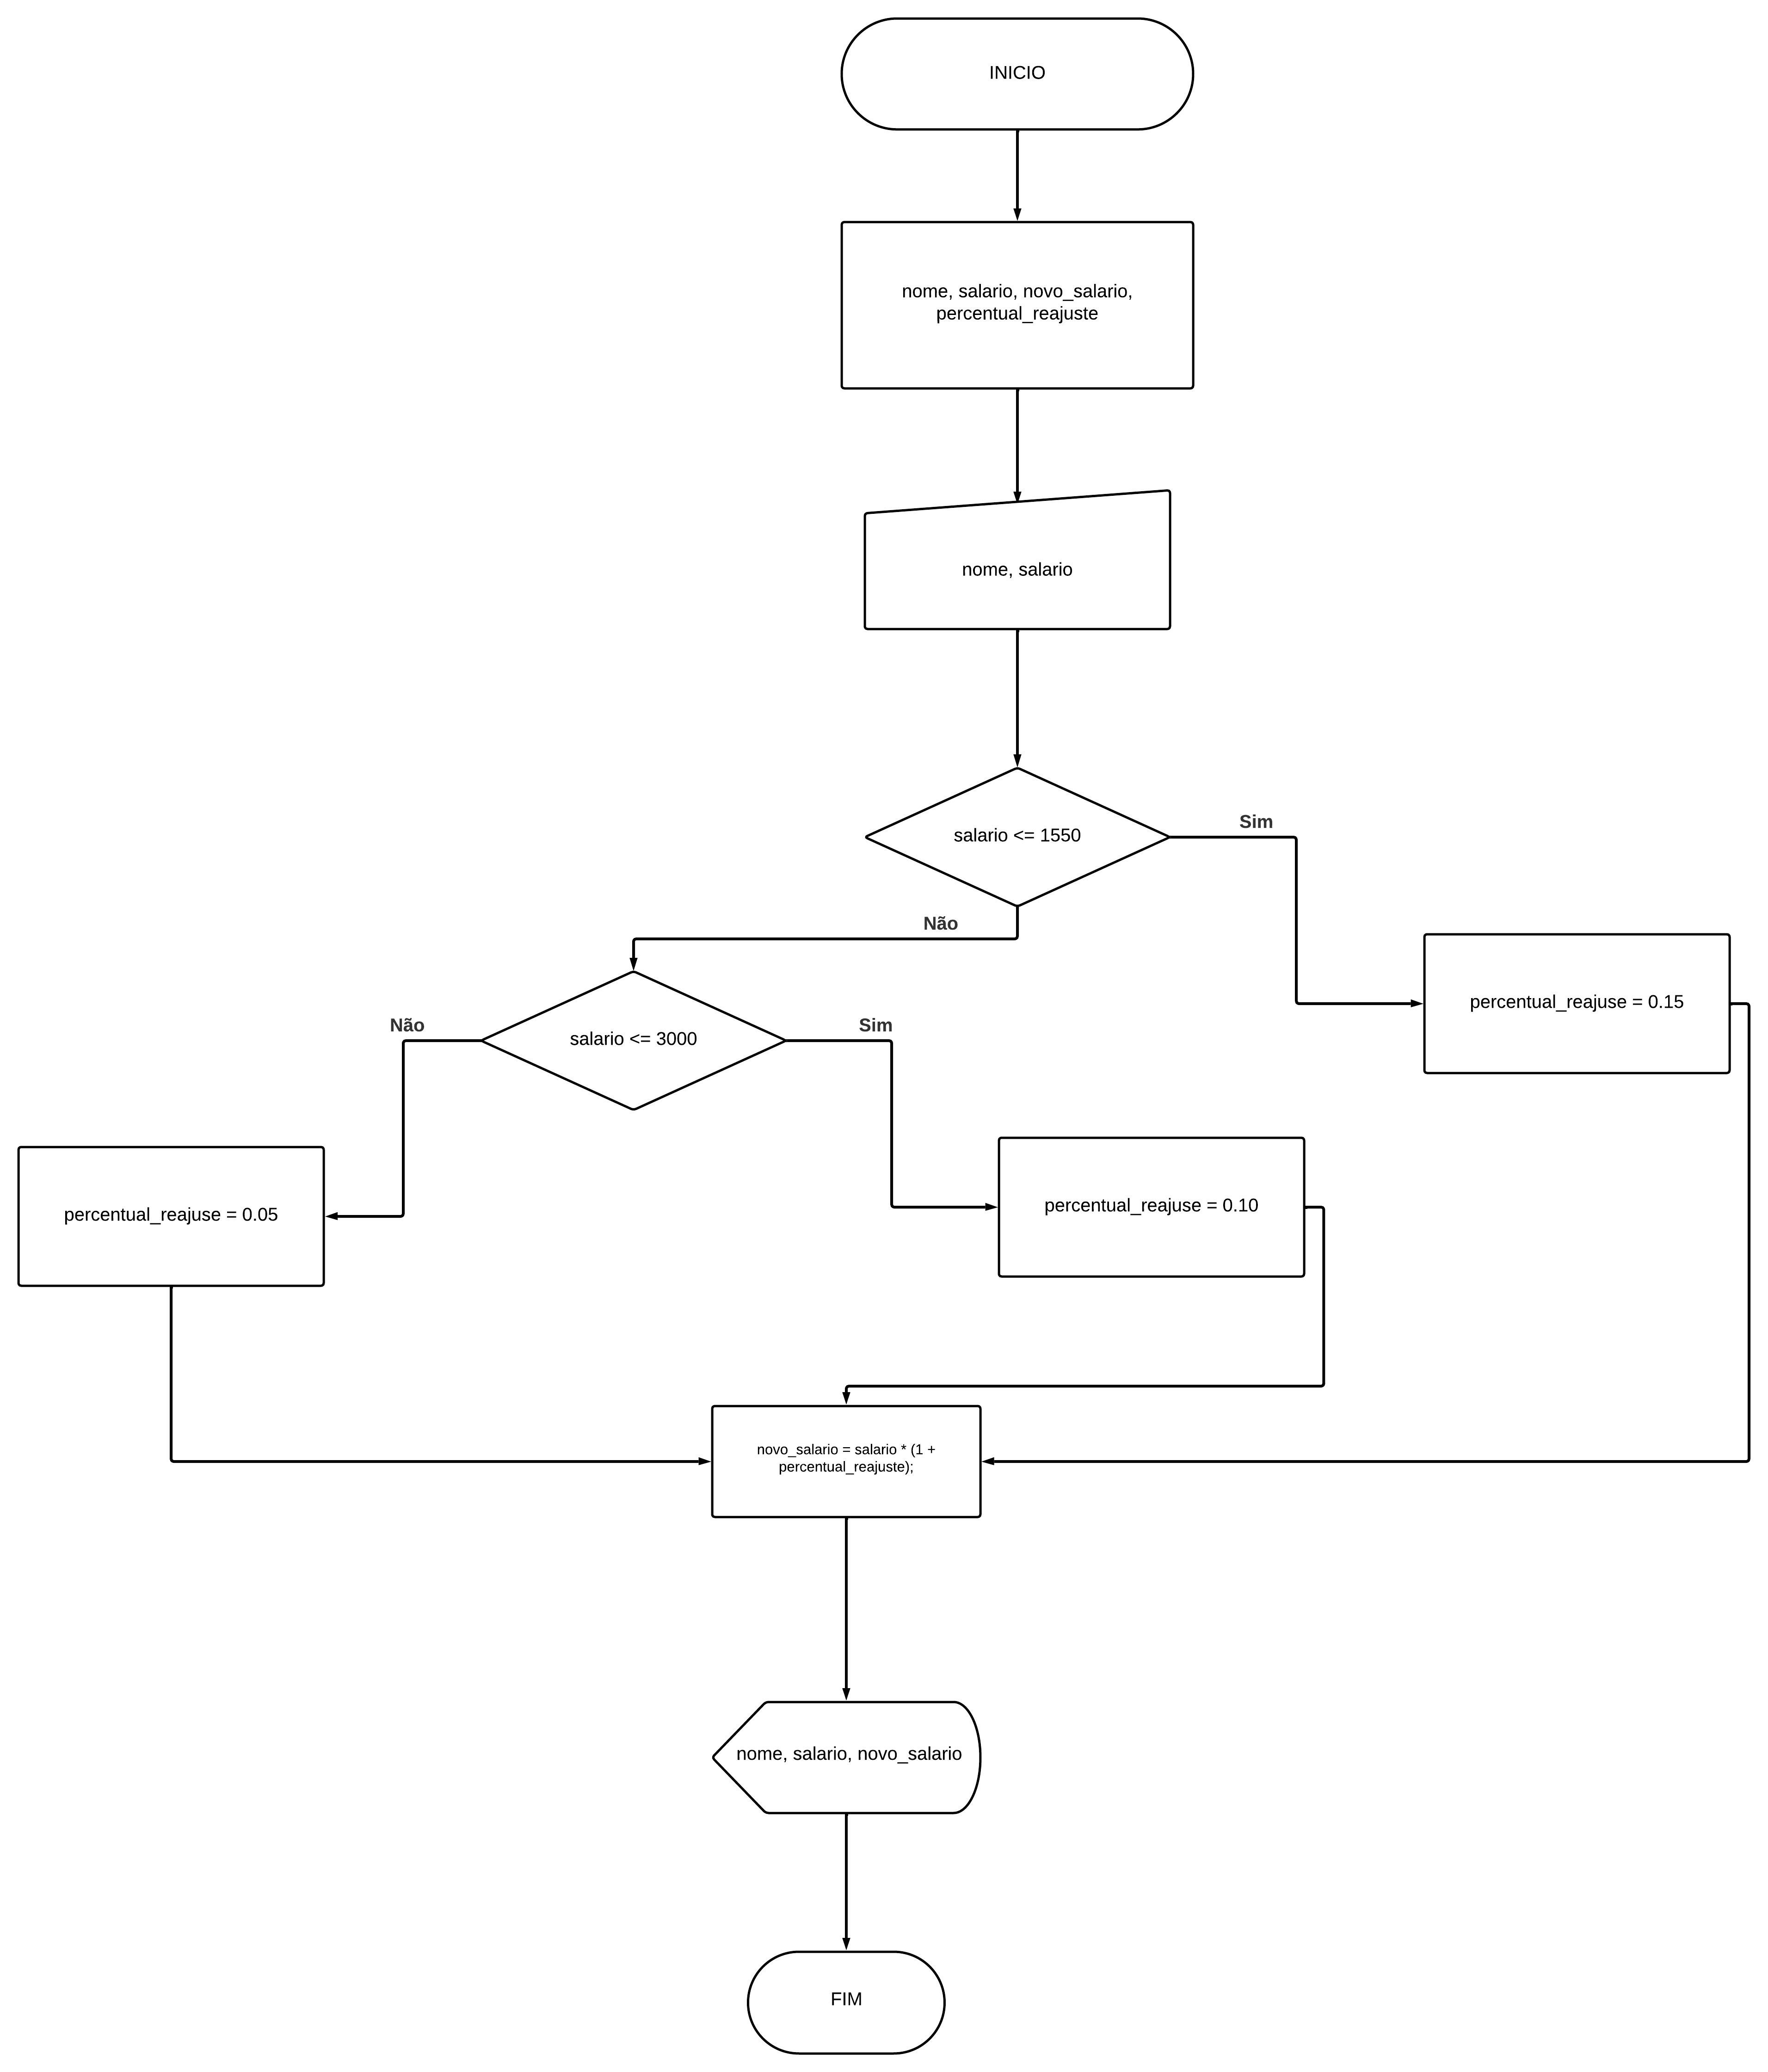 INICIO
nome, salario, novo_salario,
percentual_reajuste
nome, salario
salario <= 1550
Sim
Não
salario <= 3000
Não
Sim
percentual_reajuse = 0.15
percentual_reajuse = 0.05
percentual_reajuse = 0.10
novo_salario = salario * (1 +
percentual_reajuste);
nome, salario, novo_salario
FIM